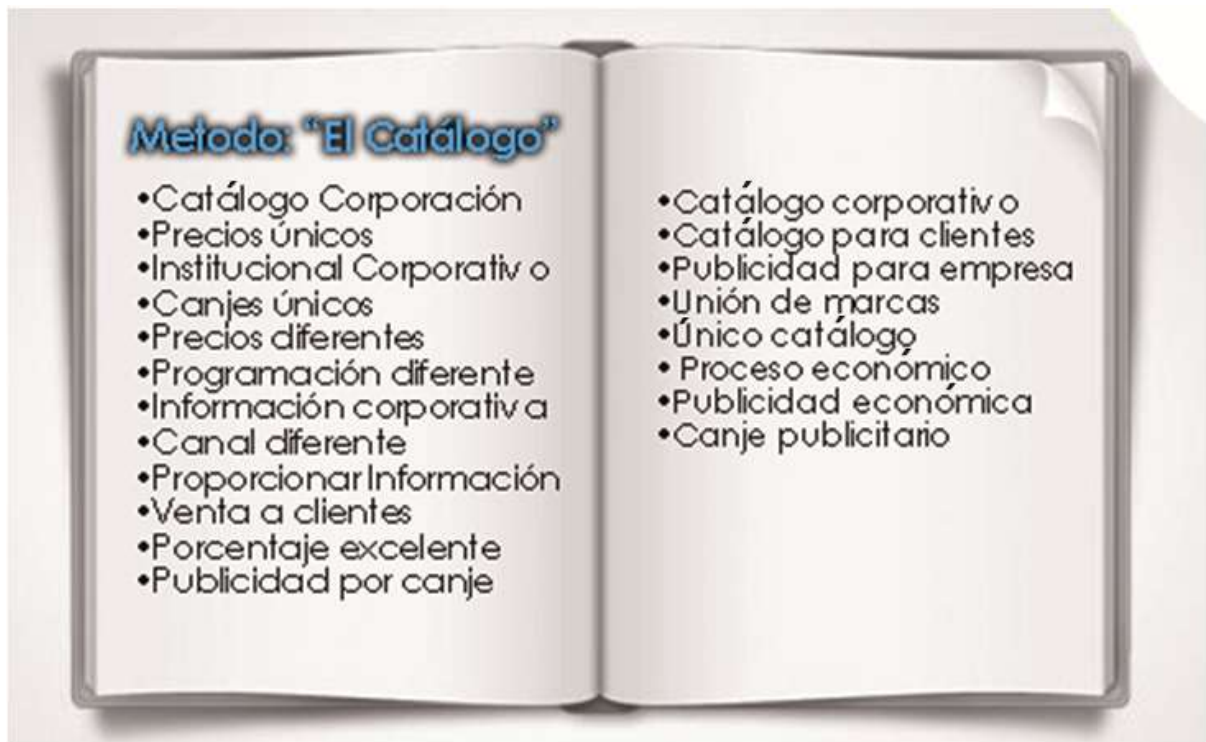 Metodo: "El Catálogo"
•Catálogo Corporación
•Precios únicos
•Institucional Corporativo
•Canjes únicos
•Precios diferentes
•Programación diferente
•Información corporativa
•Canal diferente
•Proporcionar Información
•Venta a clientes
•Porcentaje excelente
•Publicidad por canje
•Catálogo corporativo
•Catálogo para clientes
•Publicidad para empresa
•Unión de marcas
•Único catálogo
• Proceso económico
•Publicidad económica
•Canje publicitario